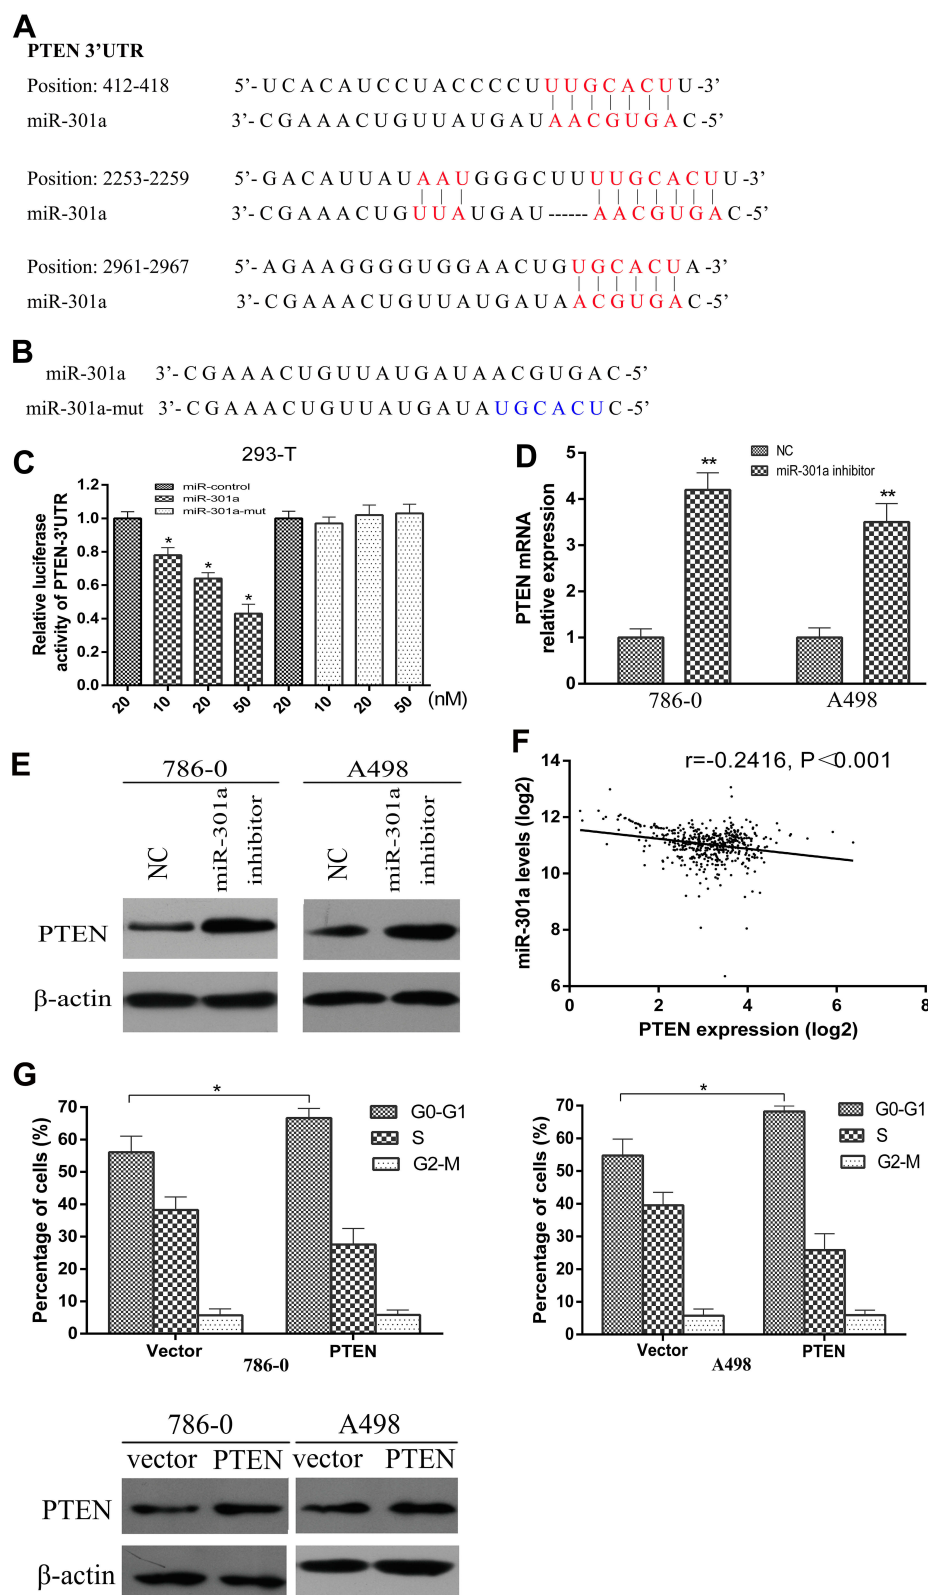 A
PTEN 3’UTR
Position: 412-418 5’- U C A C A U C C U A C C C C U U U G C A C U U -3’
miR-301a 3’- C G A A A C U G U U A U G A U A A C G U G A C -5’
Position: 2253-2259 5’- G A C A U U A U A A U G G G C U U U U G C A C U U -3’
miR-301a 3’- C G A A A C U G U U A U G A U ------ A A C G U G A C -5’
Position: 2961-2967 5’- A G A A G G G G U G G A A C U G U G C A C U A -3’
miR-301a 3’- C G A A A C U G U U A U G A U A A C G U G A C -5’
B
miR-301a 3’- C G A A A C U G U U A U G A U A A C G U G A C -5’
miR-301a-mut 3’- C G A A A C U G U U A U G A U A U G C A C U C -5’
C
293-T
Relative luciferase
activity of PTEN-3’UTR
1.2
1.0
0.8
0.6
0.4
0.2
0.0
miR-control
miR-301a
miR-301a-mut
* * *
20 10 20 50 20 10 20 50 (nM)
D
PTEN mRNA
relative expression
5
4
3
2
1
0
NC
miR-301a inhibitor
** **
786-0 A498
E
786-0 A498
NC miR-301a inhibitor NC miR-301a inhibitor
PTEN
β-actin
F
r=-0.2416, P<0.001
miR-301a levels (log2)
14
12
10
8
6
0 2 4 6 8
PTEN expression (log2)
G
Percentage of cells (%)
70
60
50
40
30
20
10
0
*
G0-G1
S
G2-M
Vector PTEN
786-0
Percentage of cells (%)
70
60
50
40
30
20
10
0
*
G0-G1
S
G2-M
Vector PTEN
A498
786-0 A498
vector PTEN vector PTEN
PTEN
β-actin